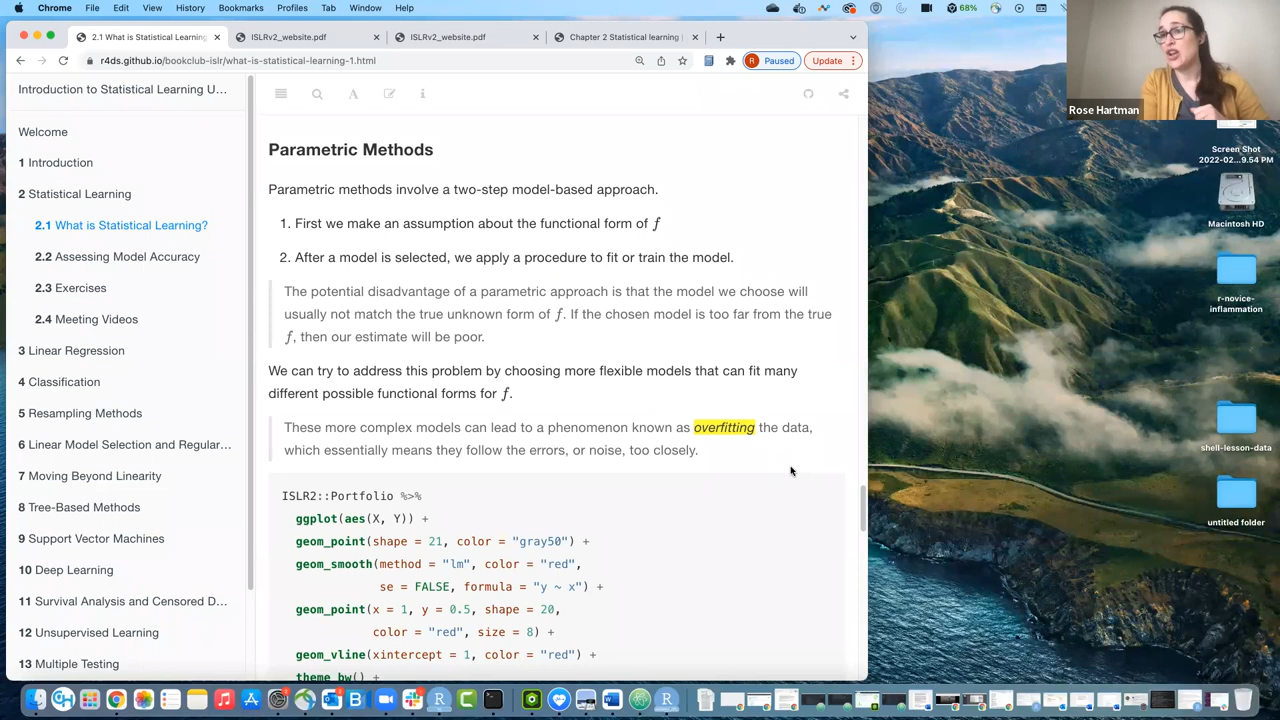 Chrome File Edit View History Bookmarks Profiles Tab Window Help 68%
2.1 What is Statistical Learning ISLRv2_website.pdf ISLRv2_website.pdf Chapter 2 Statistical learning
r4ds.github.io/bookclub-islr/what-is-statistical-learning-1.html R Paused Update
Introduction to Statistical Learning U...
Welcome
1 Introduction
2 Statistical Learning
2.1 What is Statistical Learning?
2.2 Assessing Model Accuracy
2.3 Exercises
2.4 Meeting Videos
3 Linear Regression
4 Classification
5 Resampling Methods
6 Linear Model Selection and Regular...
7 Moving Beyond Linearity
8 Tree-Based Methods
9 Support Vector Machines
10 Deep Learning
11 Survival Analysis and Censored D...
12 Unsupervised Learning
13 Multiple Testing
Parametric Methods
Parametric methods involve a two-step model-based approach.
1. First we make an assumption about the functional form of f
2. After a model is selected, we apply a procedure to fit or train the model.
The potential disadvantage of a parametric approach is that the model we choose will
usually not match the true unknown form of f. If the chosen model is too far from the true
f, then our estimate will be poor.
We can try to address this problem by choosing more flexible models that can fit many
different possible functional forms for f.
These more complex models can lead to a phenomenon known as overfitting the data,
which essentially means they follow the errors, or noise, too closely.
ISLR2::Portfolio %>%
ggplot(aes(X, Y)) +
geom_point(shape = 21, color = "gray50") +
geom_smooth(method = "lm", color = "red",
se = FALSE, formula = "y ~ x") +
geom_point(x = 1, y = 0.5, shape = 20,
color = "red", size = 8) +
geom_vline(xintercept = 1, color = "red") +
theme_bw() +
Rose Hartman
Screen Shot
2022-02...9.54 PM
Macintosh HD
r-novice-
inflammation
shell-lesson-data
untitled folder